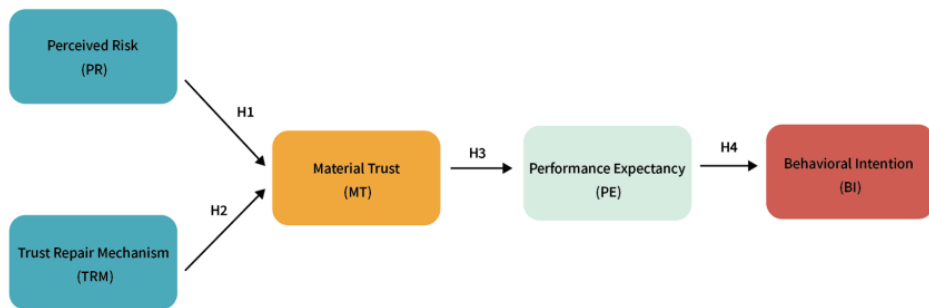 Perceived Risk
(PR)
H1
Material Trust
(MT)
H3
Performance Expectancy
(PE)
H4
Behavioral Intention
(BI)
H2
Trust Repair Mechanism
(TRM)